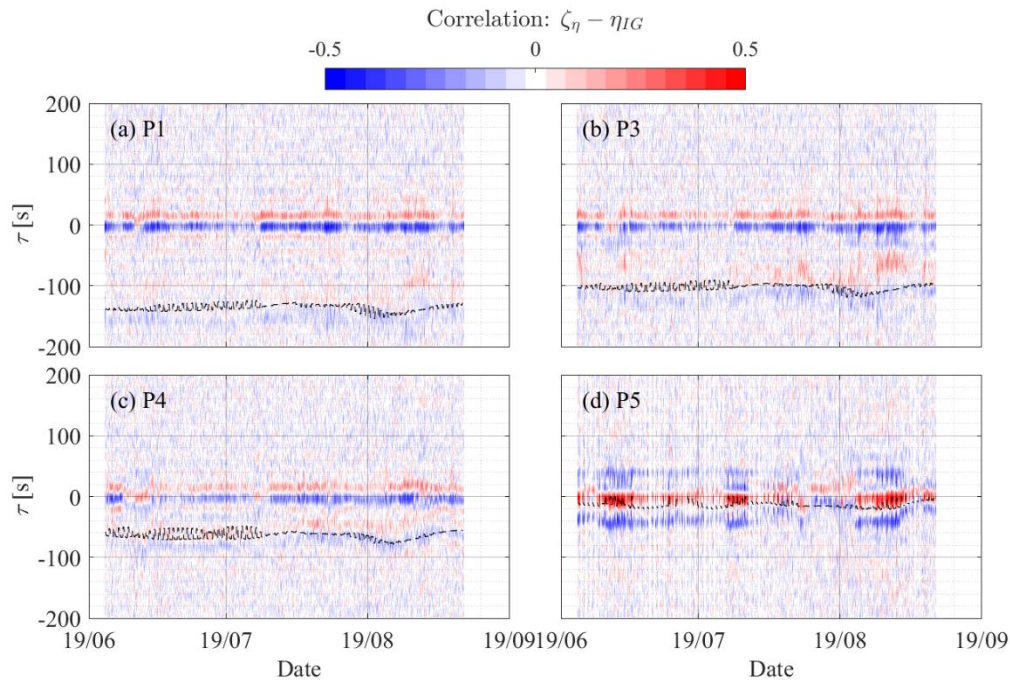 Correlation: ζη − ηIG
-0.5 0 0.5
200
100
0
-100
-200
τ [s]
(a) P1
(b) P3
200
100
0
-100
-200
τ [s]
(c) P4
(d) P5
19/06 19/07 19/08 19/09
19/06 19/07 19/08 19/09
Date Date